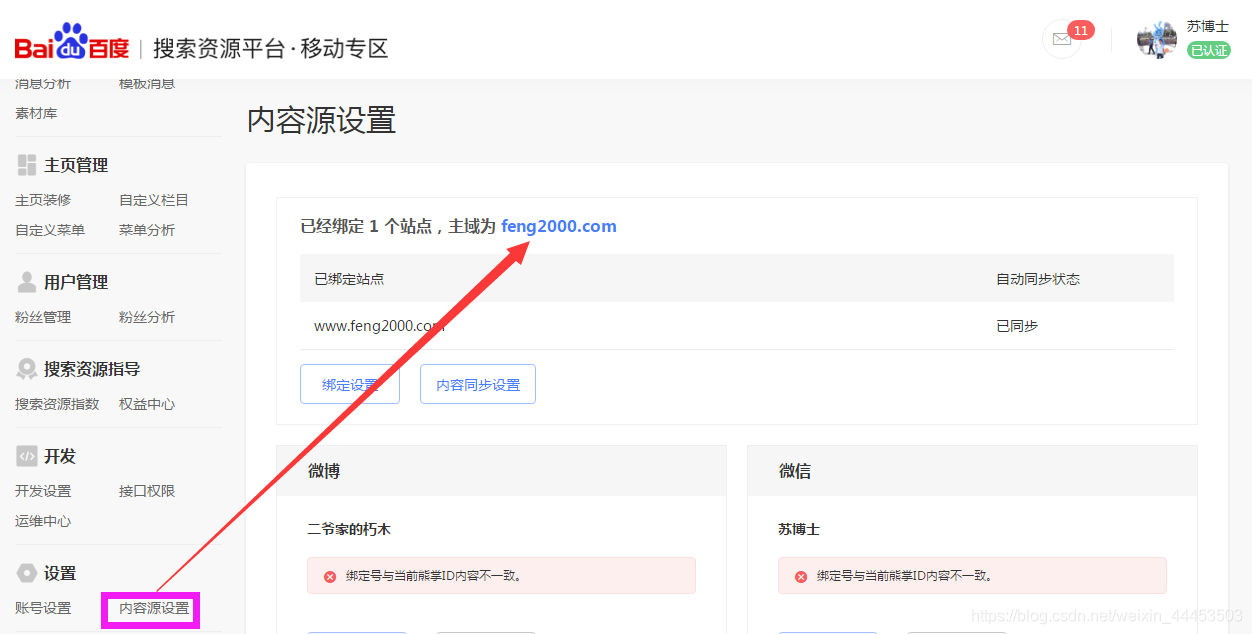 Bai du 百度 | 搜索资源平台 · 移动专区
11
苏博士
已认证
消息分析 模板消息
素材库
主页管理
主页装修 自定义栏目
自定义菜单 菜单分析
用户管理
粉丝管理 粉丝分析
搜索资源指导
搜索资源指数 权益中心
开发
开发设置 接口权限
运维中心
设置
账号设置 内容源设置
内容源设置
已经绑定 1 个站点，主域为 feng2000.com
已绑定站点 自动同步状态
www.feng2000.com 已同步
绑定设置 内容同步设置
微博
二爷家的朽木
绑定号与当前熊掌ID内容不一致。
微信
苏博士
绑定号与当前熊掌ID内容不一致。
https://blog.csdn.net/weixin_44453503